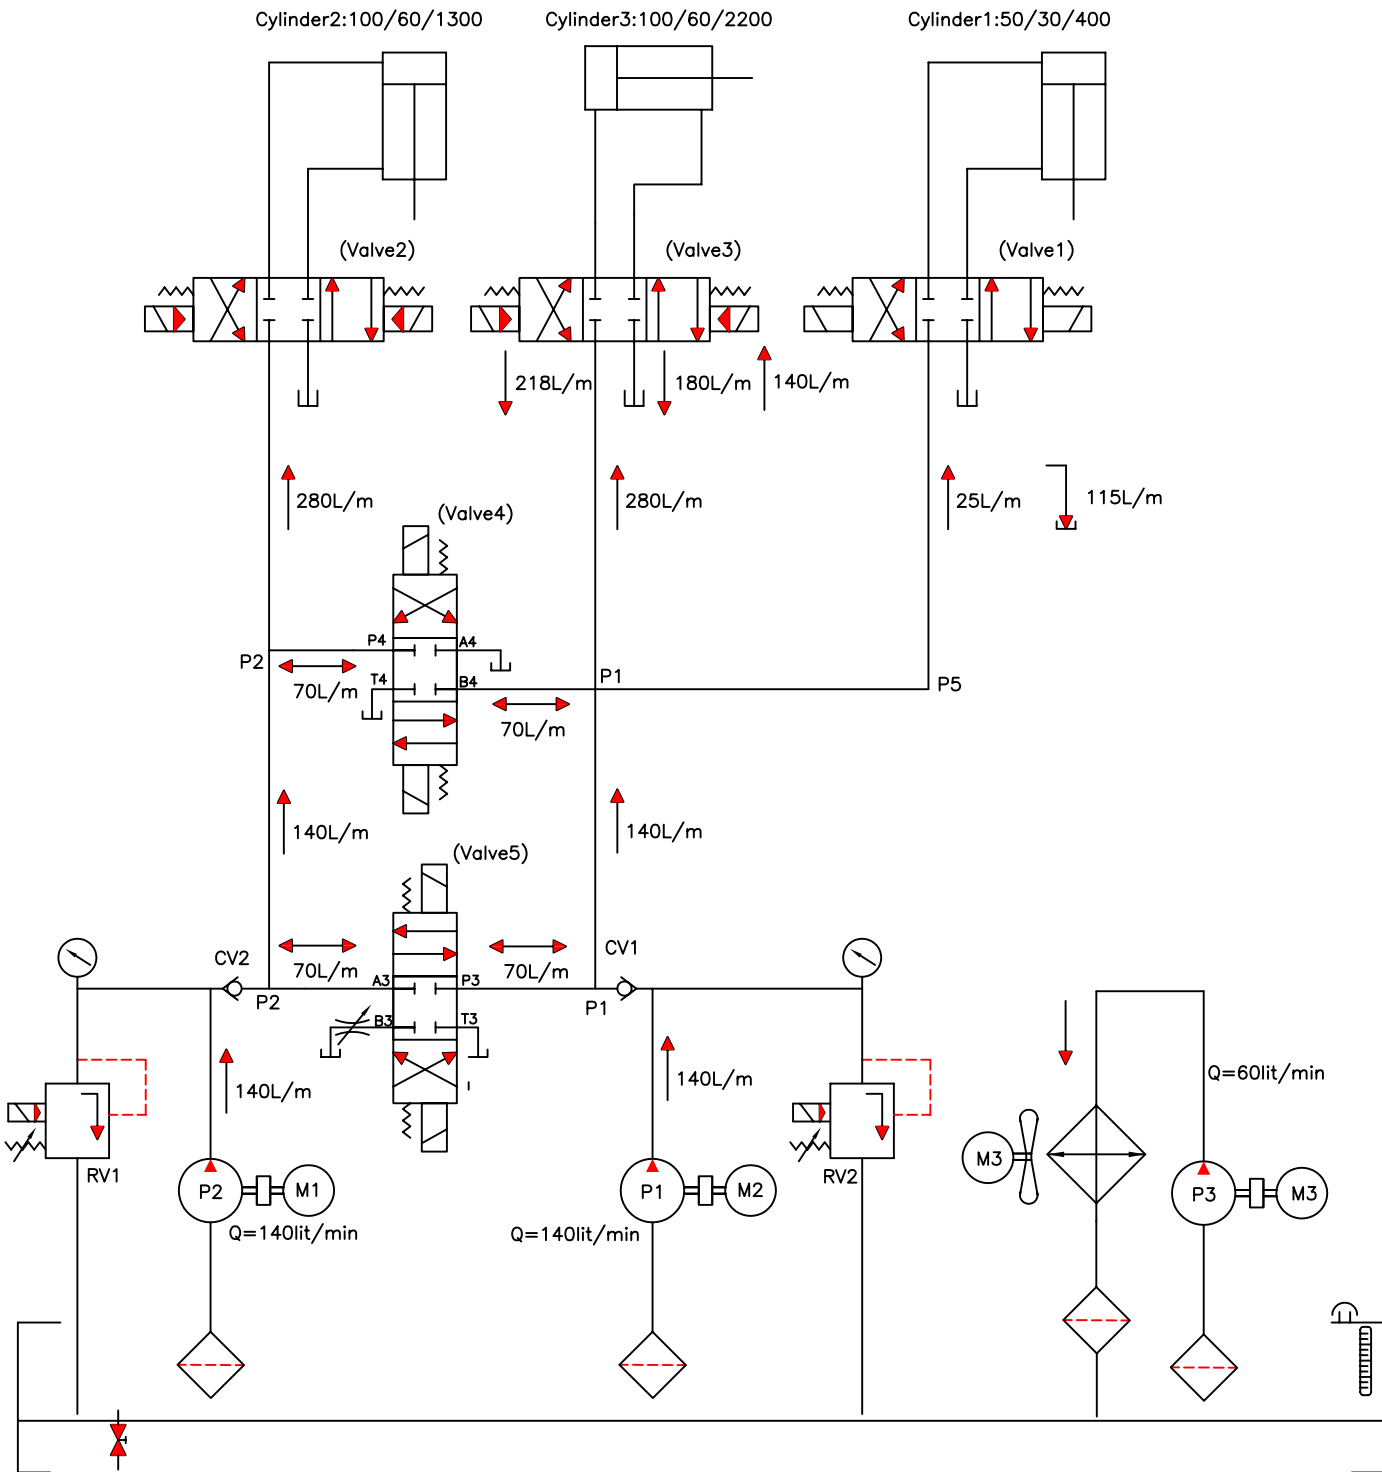 Cylinder2:100/60/1300
Cylinder3:100/60/2200
Cylinder1:50/30/400
(Valve2)
(Valve3)
(Valve1)
218L/m
180L/m
140L/m
280L/m
280L/m
25L/m
115L/m
(Valve4)
P4
A4
P2
70L/m
T4
B4
P1
P5
70L/m
140L/m
140L/m
(Valve5)
CV2
70L/m
70L/m
CV1
A3
P3
P2
P1
B3
T3
140L/m
140L/m
Q=60lit/min
RV1
RV2
M3
P2
M1
P1
M2
P3
M3
Q=140lit/min
Q=140lit/min